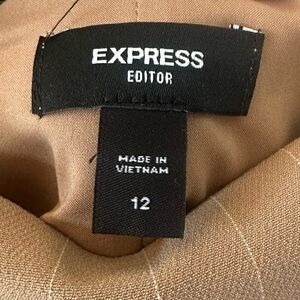 EXPRESS
EDITOR
MADE IN
VIETNAM
12